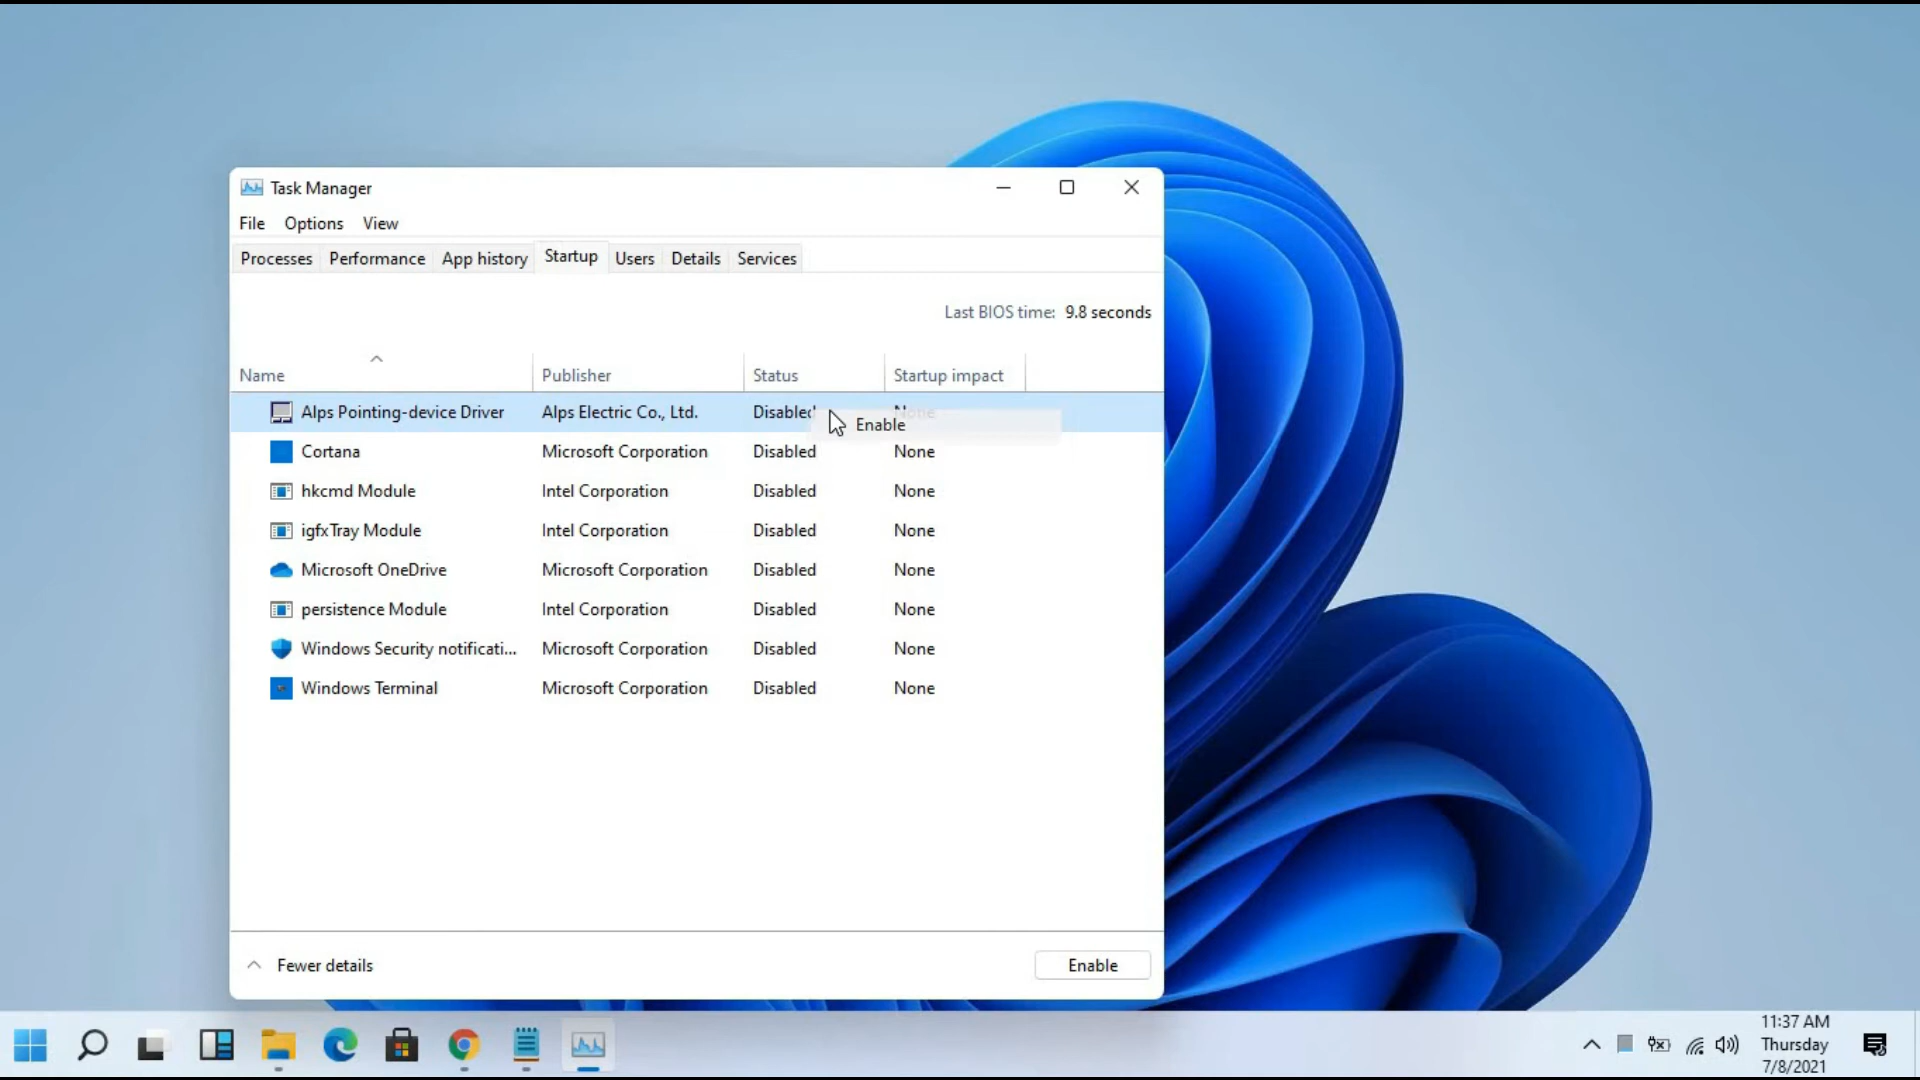 Task Manager
File Options View
Processes Performance App history Startup Users Details Services
Last BIOS time: 9.8 seconds
Name Publisher Status Startup impact
Alps Pointing-device Driver Alps Electric Co., Ltd. Disabled None
Enable
Cortana Microsoft Corporation Disabled None
hkcmd Module Intel Corporation Disabled None
igfxTray Module Intel Corporation Disabled None
Microsoft OneDrive Microsoft Corporation Disabled None
persistence Module Intel Corporation Disabled None
Windows Security notificati... Microsoft Corporation Disabled None
Windows Terminal Microsoft Corporation Disabled None
Fewer details Enable
11:37 AM
Thursday
7/8/2021